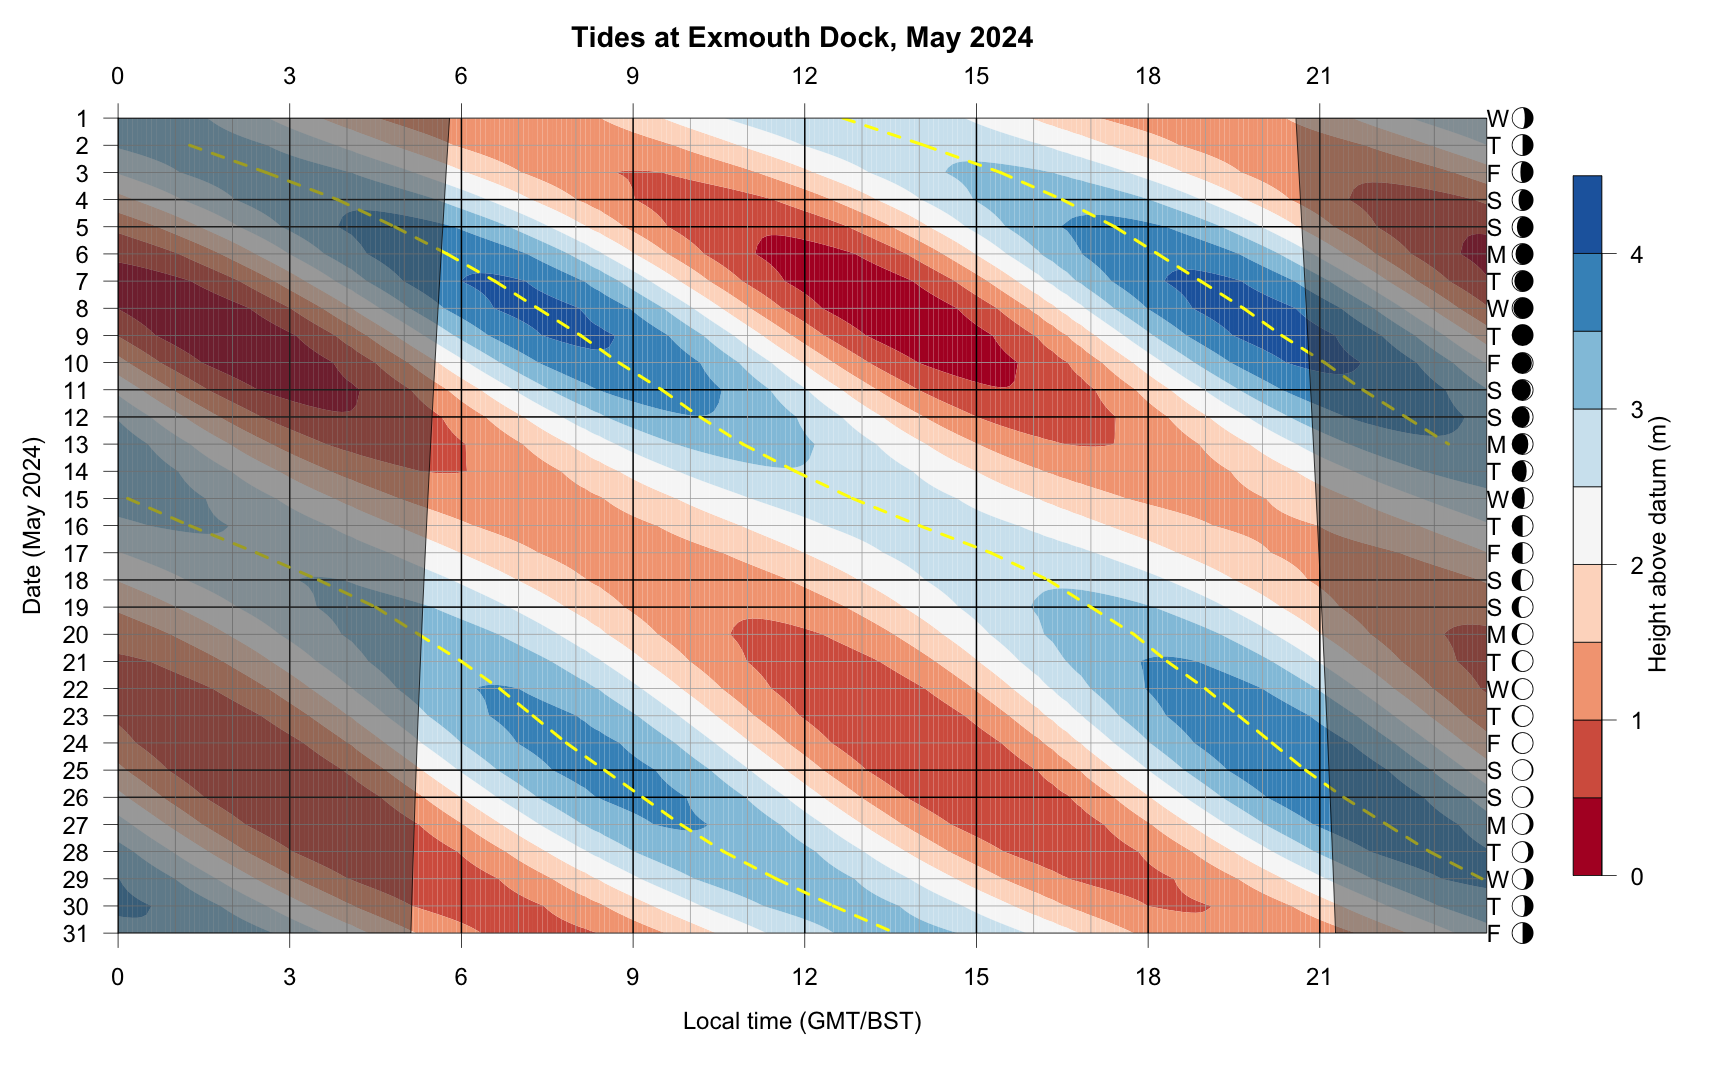 Tides at Exmouth Dock, May 2024
0 3 6 9 12 15 18 21
1 W
2 T
3 F
4 S
5 S
6 M
7 T
8 W
9 T
10 F
11 S
12 S
13 M
14 T
15 W
16 T
17 F
18 S
19 S
20 M
21 T
22 W
23 T
24 F
25 S
26 S
27 M
28 T
29 W
30 T
31 F
0 3 6 9 12 15 18 21
Local time (GMT/BST)
Date (May 2024)
4
3
2
1
0
Height above datum (m)